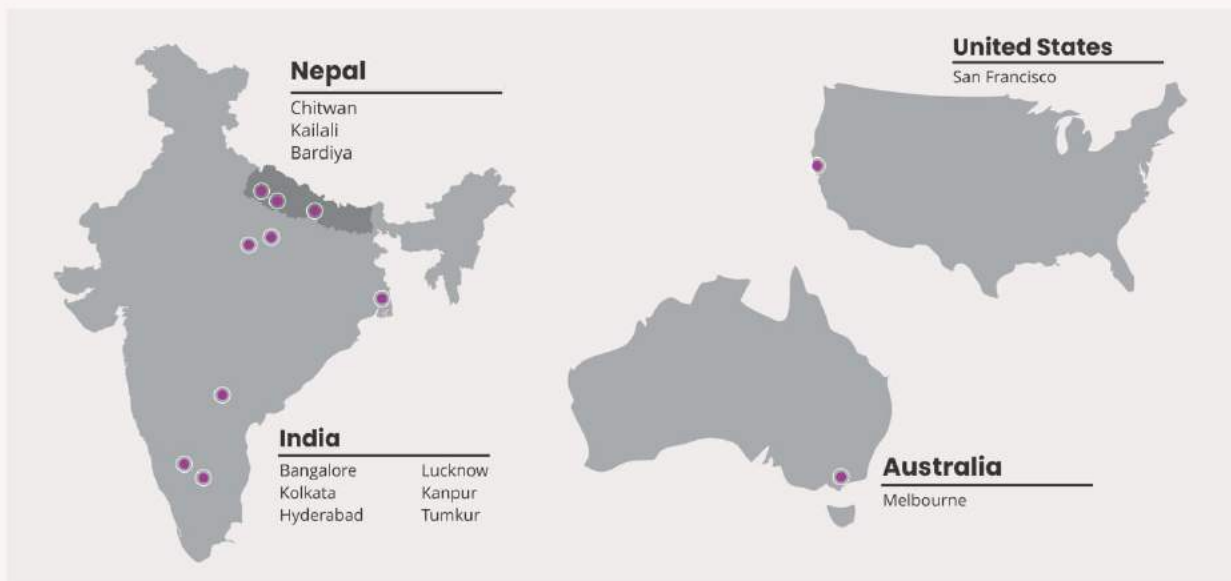 Nepal
Chitwan
Kailali
Bardiya
United States
San Francisco
India
Bangalore
Kolkata
Hyderabad
Lucknow
Kanpur
Tumkur
Australia
Melbourne